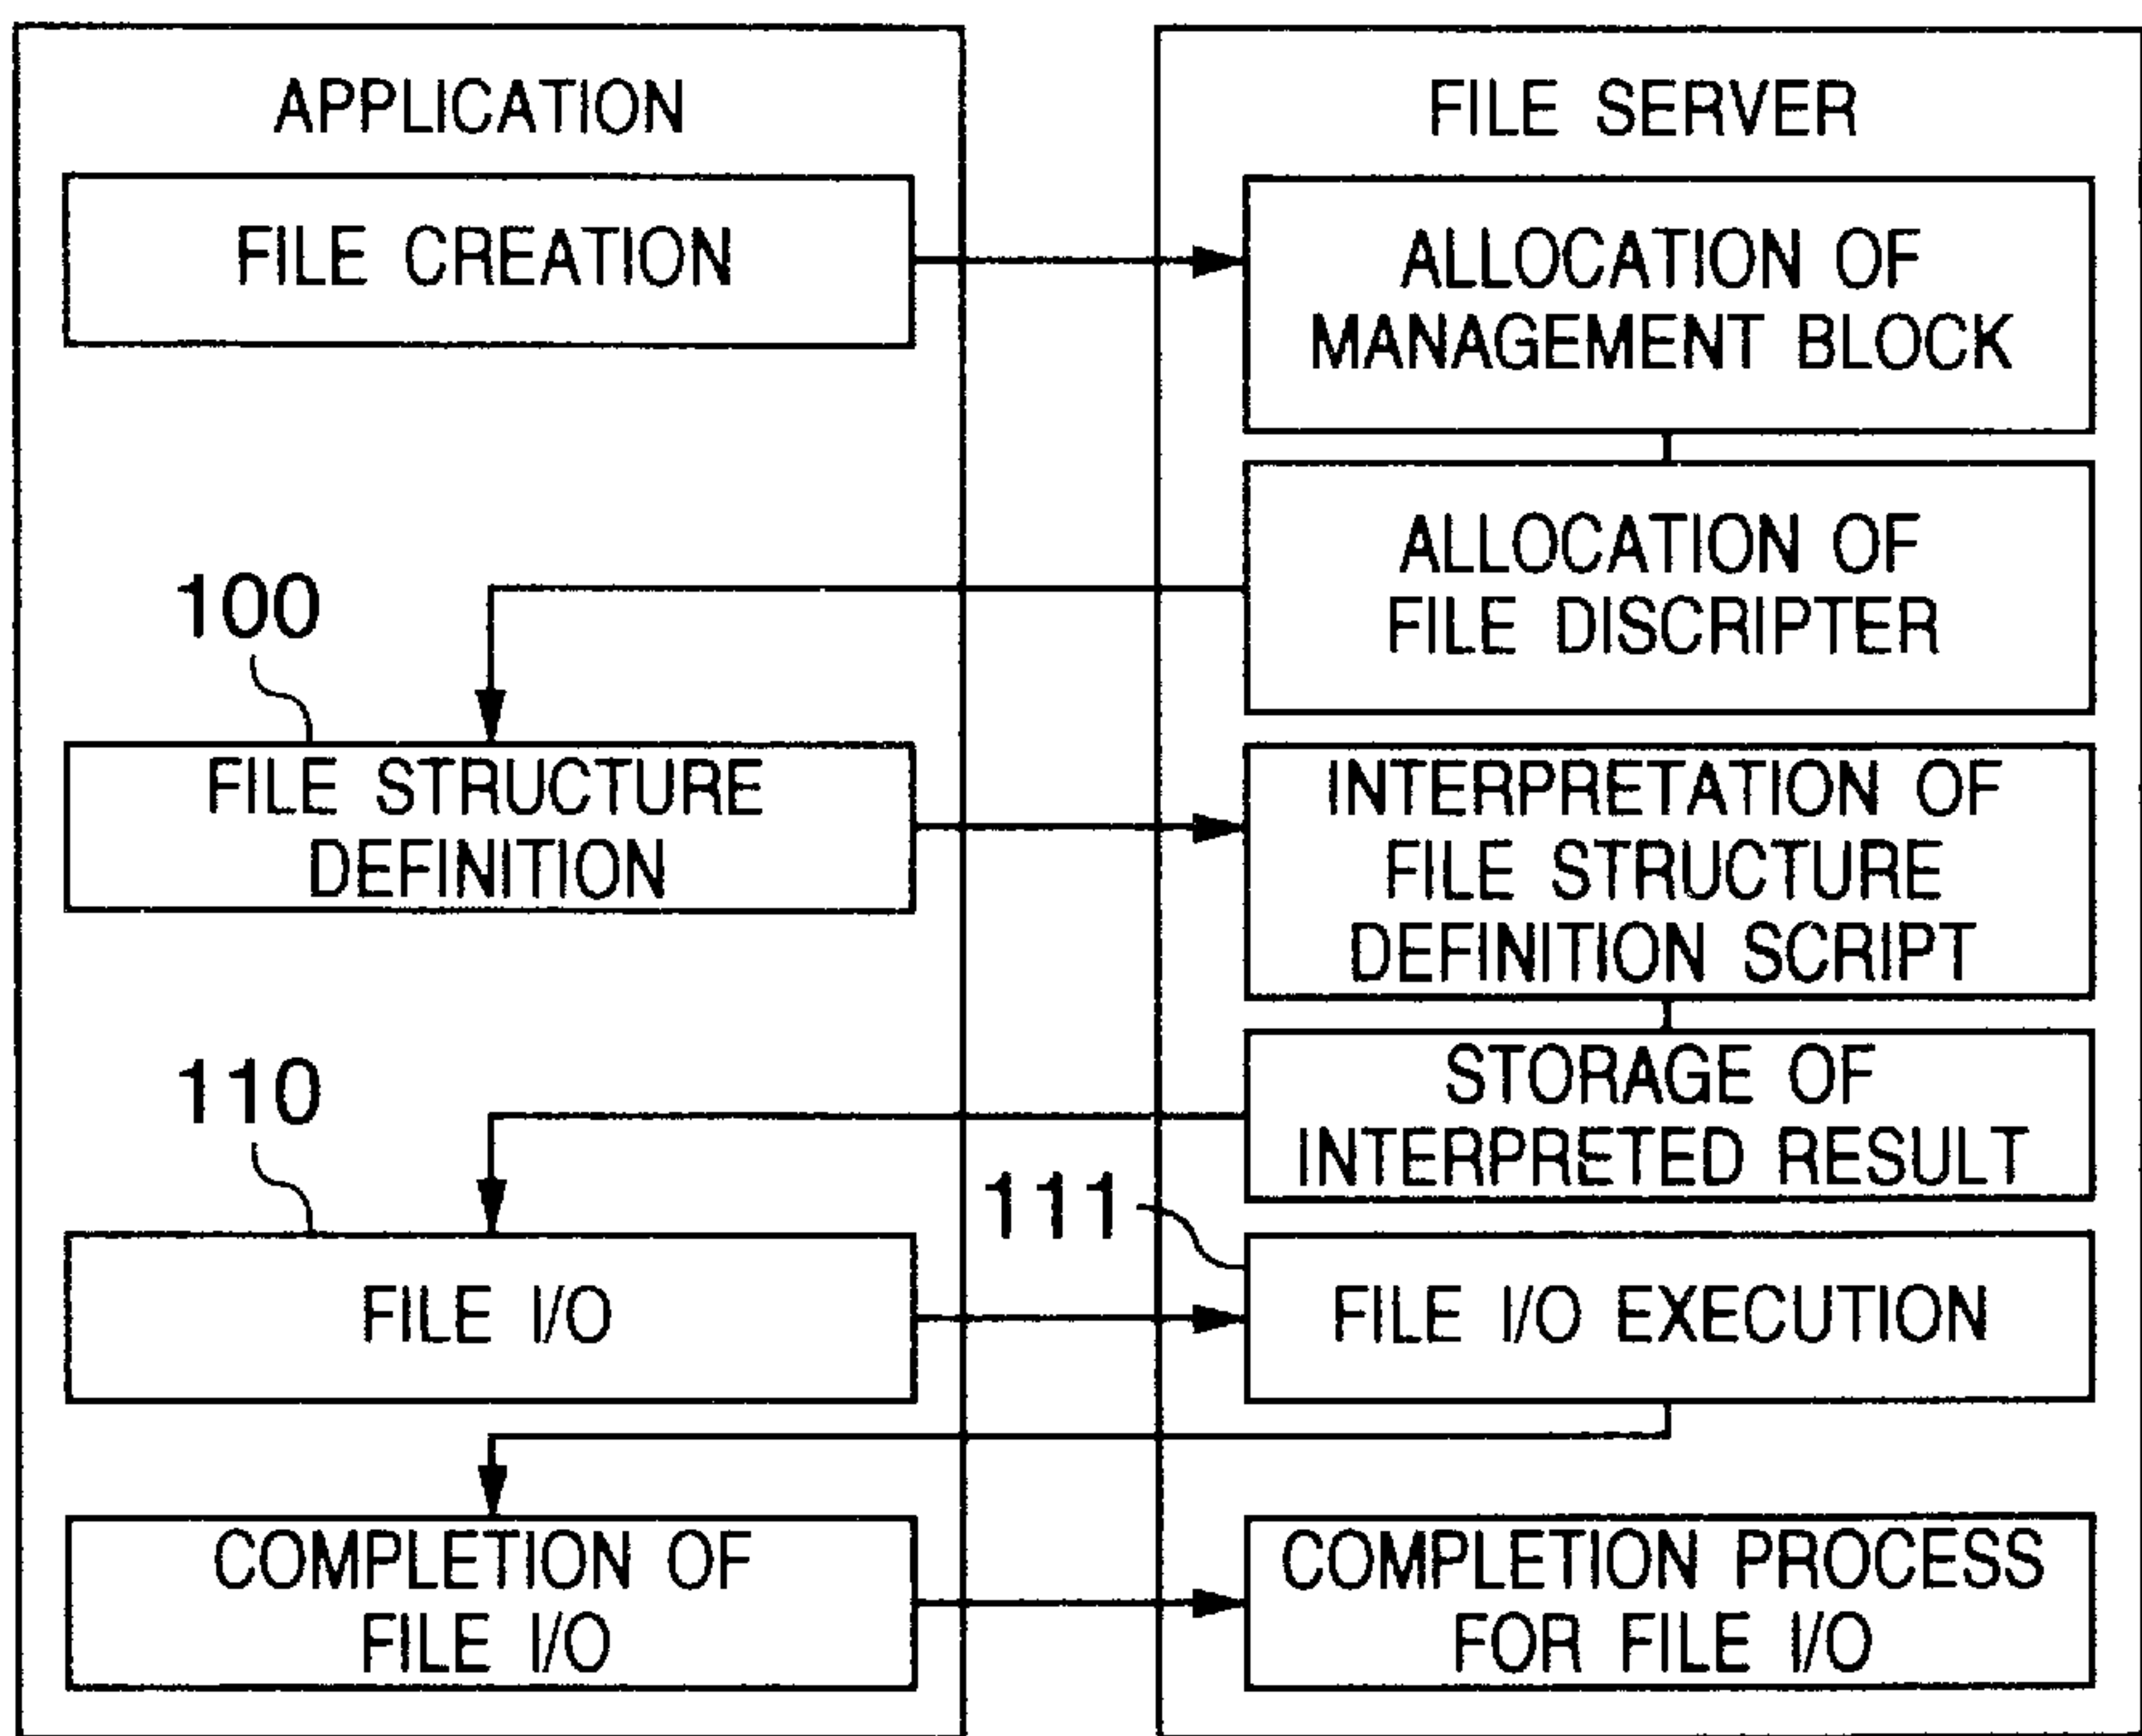 APPLICATION
FILE SERVER
FILE CREATION
ALLOCATION OF
MANAGEMENT BLOCK
ALLOCATION OF
FILE DISCRIPTER
100
FILE STRUCTURE
DEFINITION
INTERPRETATION OF
FILE STRUCTURE
DEFINITION SCRIPT
STORAGE OF
INTERPRETED RESULT
110
111
FILE I/O
FILE I/O EXECUTION
COMPLETION OF
FILE I/O
COMPLETION PROCESS
FOR FILE I/O